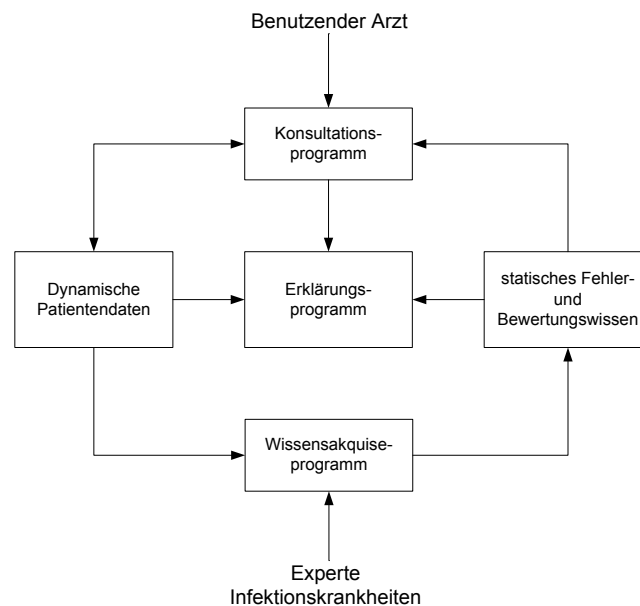 Benutzender Arzt
Konsultations-
programm
Dynamische
Patientendaten
Erklärungs-
programm
statisches Fehler-
und
Bewertungswissen
Wissensakquise-
programm
Experte
Infektionskrankheiten